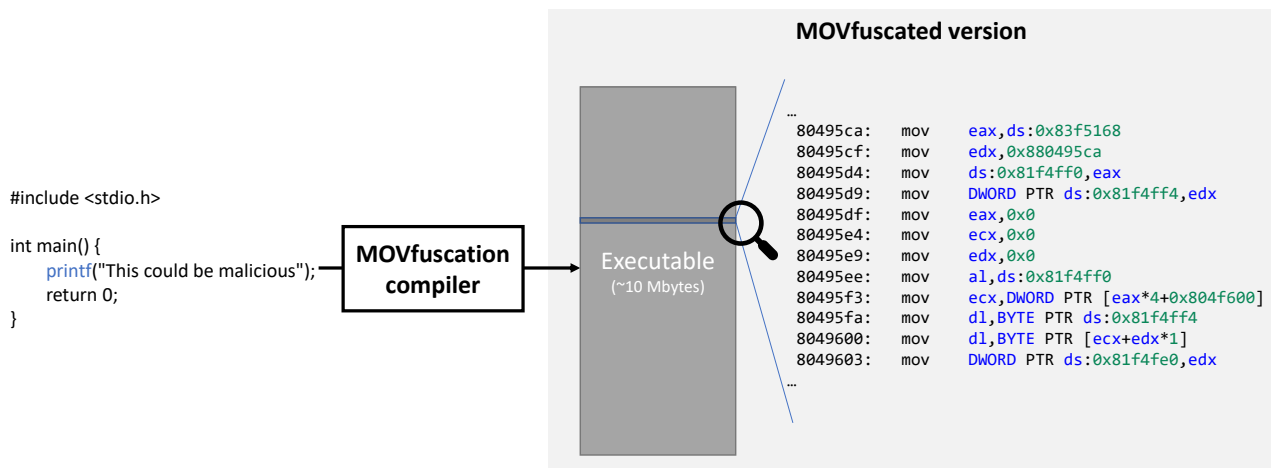 MOVfuscated version
#include <stdio.h>
int main() {
printf("This could be malicious");
return 0;
}
MOVfuscation
compiler
Executable
(~10 Mbytes)
…
80495ca: mov eax,ds:0x83f5168
80495cf: mov edx,0x880495ca
80495d4: mov ds:0x81f4ff0,eax
80495d9: mov DWORD PTR ds:0x81f4ff4,edx
80495df: mov eax,0x0
80495e4: mov ecx,0x0
80495e9: mov edx,0x0
80495ee: mov al,ds:0x81f4ff0
80495f3: mov ecx,DWORD PTR [eax*4+0x804f600]
80495fa: mov dl,BYTE PTR ds:0x81f4ff4
8049600: mov dl,BYTE PTR [ecx+edx*1]
8049603: mov DWORD PTR ds:0x81f4fe0,edx
…